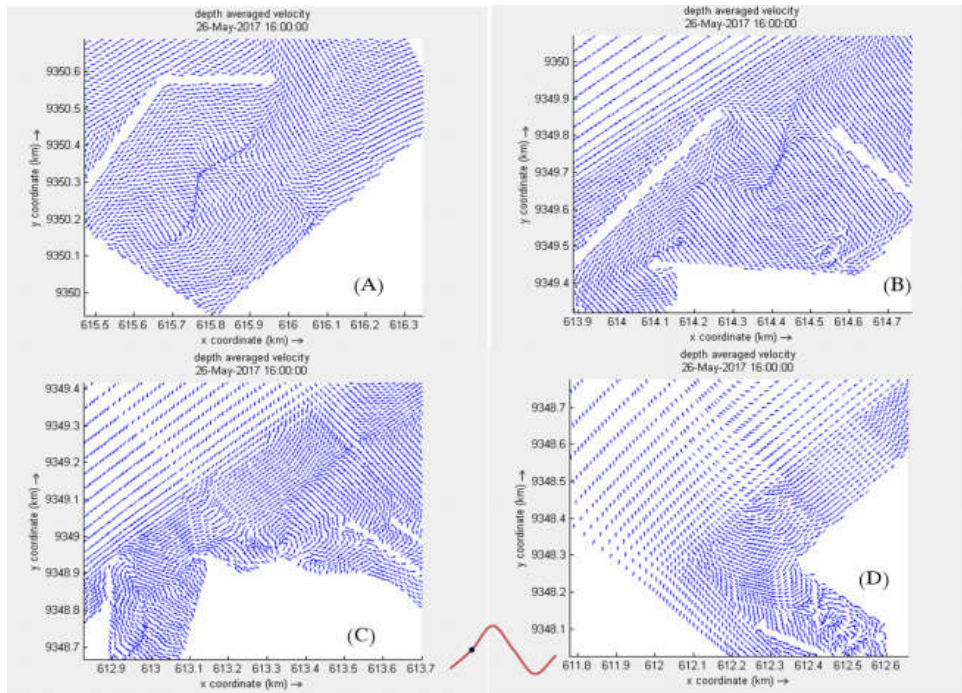 depth averaged velocity
26-May-2017 16:00:00
y coordinate (km) →
9350.6
9350.5
9350.4
9350.3
9350.2
9350.1
9350
(A)
615.5 615.6 615.7 615.8 615.9 616 616.1 616.2 616.3
x coordinate (km) →
depth averaged velocity
26-May-2017 16:00:00
y coordinate (km) →
9350
9349.9
9349.8
9349.7
9349.6
9349.5
9349.4
(B)
613.9 614 614.1 614.2 614.3 614.4 614.5 614.6 614.7
x coordinate (km) →
depth averaged velocity
26-May-2017 16:00:00
y coordinate (km) →
9349.4
9349.3
9349.2
9349.1
9349
9348.9
9348.8
9348.7
(C)
612.9 613 613.1 613.2 613.3 613.4 613.5 613.6 613.7
x coordinate (km) →
depth averaged velocity
26-May-2017 16:00:00
y coordinate (km) →
9348.7
9348.6
9348.5
9348.4
9348.3
9348.2
9348.1
(D)
611.8 611.9 612 612.2 612.2 612.3 612.4 612.5 612.6
x coordinate (km) →